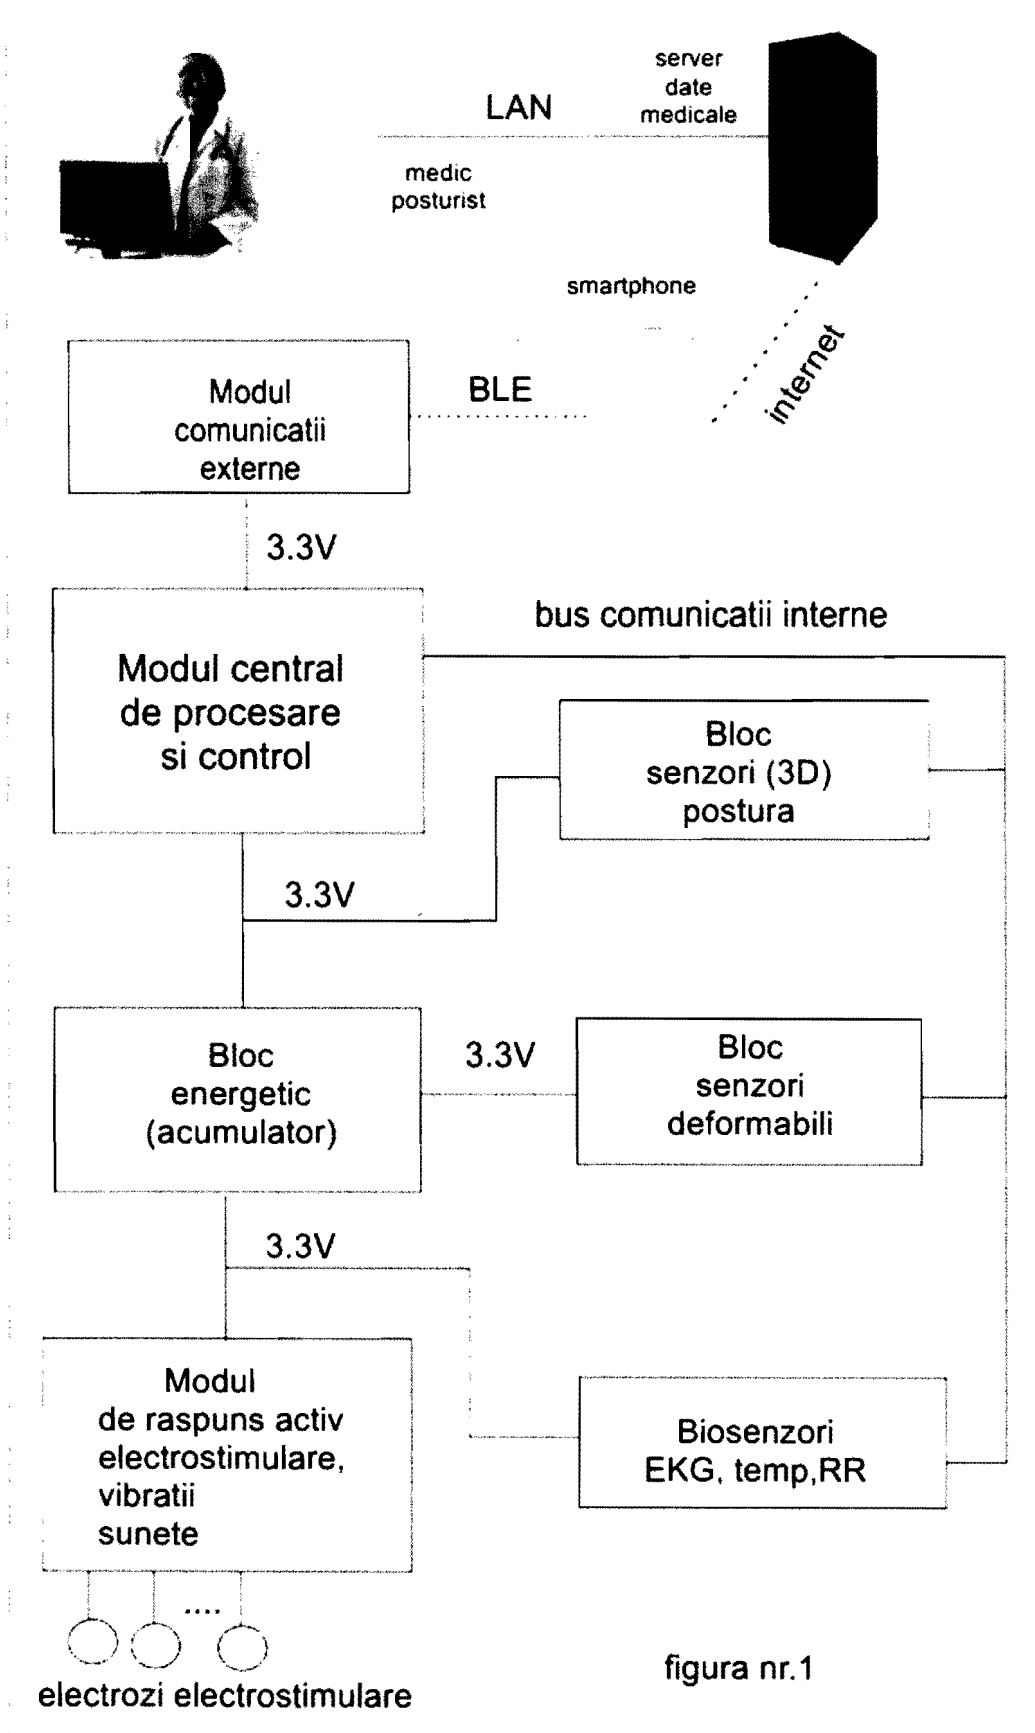 server
date
medicale
LAN
medic
posturist
smartphone
internet
BLE
Modul
comunicatii
externe
3.3V
bus comunicatii interne
Modul central
de procesare
si control
Bloc
senzori (3D)
postura
3.3V
Bloc
energetic
(acumulator)
3.3V
Bloc
senzori
deformabili
3.3V
Modul
de raspuns activ
electrostimulare,
vibratii
sunete
Biosenzori
EKG, temp,RR
....
electrozi electrostimulare
figura nr.1